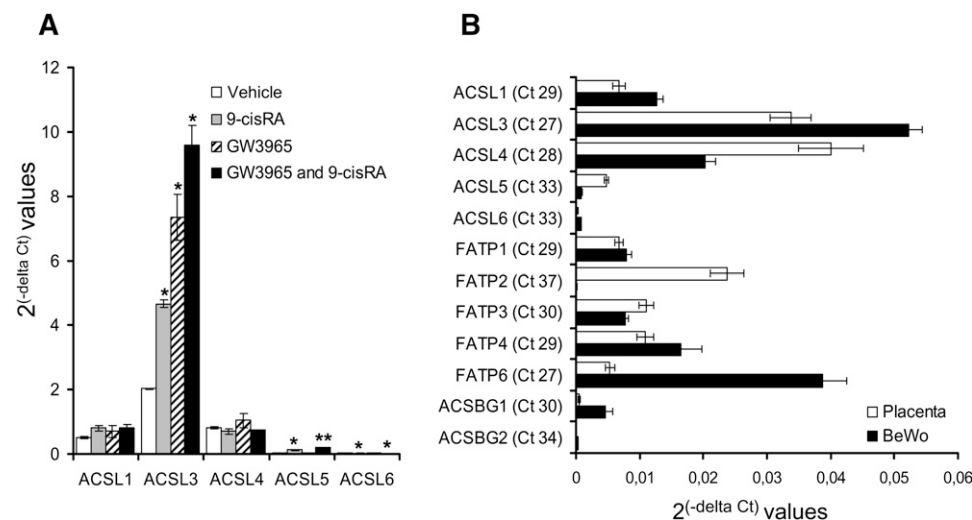 A
12
10
8
6
4
2
0
2(-delta Ct) values
Vehicle
9-cisRA
GW3965
GW3965 and 9-cisRA
*
*
*
*
**
*
*
ACSL1 ACSL3 ACSL4 ACSL5 ACSL6
B
ACSL1 (Ct 29)
ACSL3 (Ct 27)
ACSL4 (Ct 28)
ACSL5 (Ct 33)
ACSL6 (Ct 33)
FATP1 (Ct 29)
FATP2 (Ct 37)
FATP3 (Ct 30)
FATP4 (Ct 29)
FATP6 (Ct 27)
ACSBG1 (Ct 30)
ACSBG2 (Ct 34)
Placenta
BeWo
0 0,01 0,02 0,03 0,04 0,05 0,06
2(-delta Ct) values